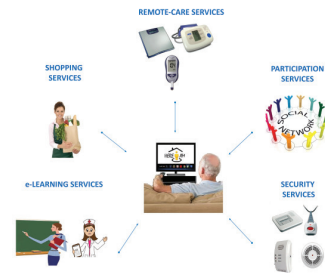 REMOTE-CARE SERVICES
SHOPPING
SERVICES
PARTICIPATION
SERVICES
SOCIAL
NETWORK
e-LEARNING SERVICES
SECURITY
SERVICES